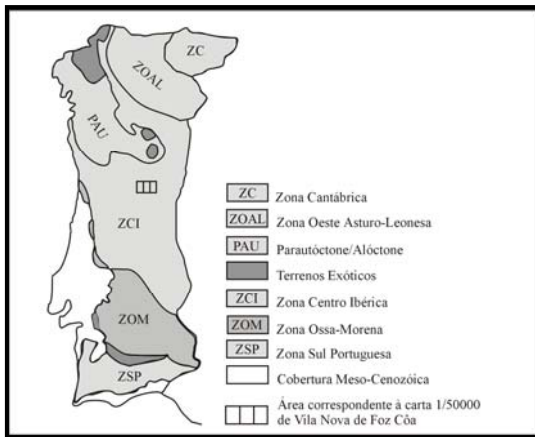 ZC
ZOAL
PAU
ZCI
ZOM
ZSP
ZC Zona Cantábrica
ZOAL Zona Oeste Asturo-Leonesa
PAU Parautóctone/Alóctone
Terrenos Exóticos
ZCI Zona Centro Ibérica
ZOM Zona Ossa-Morena
ZSP Zona Sul Portuguesa
Cobertura Meso-Cenozóica
Área correspondente à carta 1/50000
de Vila Nova de Foz Côa